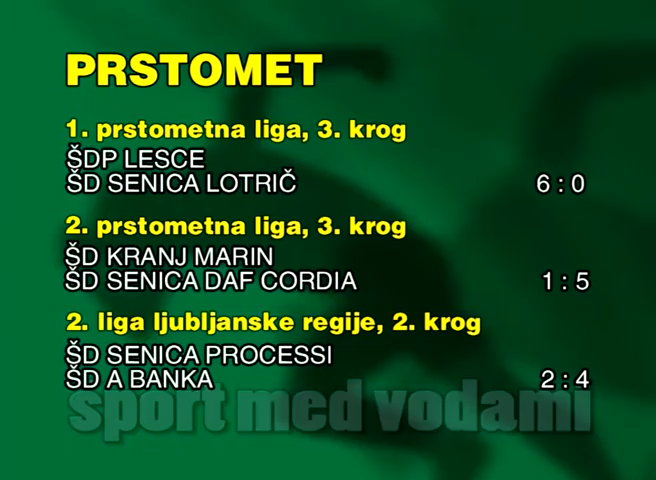 PRSTOMET
1. prstometna liga, 3. krog
ŠDP LESCE
ŠD SENICA LOTRIČ 6 : 0
2. prstometna liga, 3. krog
ŠD KRANJ MARIN
ŠD SENICA DAF CORDIA 1 : 5
2. liga ljubljanske regije, 2. krog
ŠD SENICA PROCESSI
ŠD A BANKA 2 : 4
sport med vodami